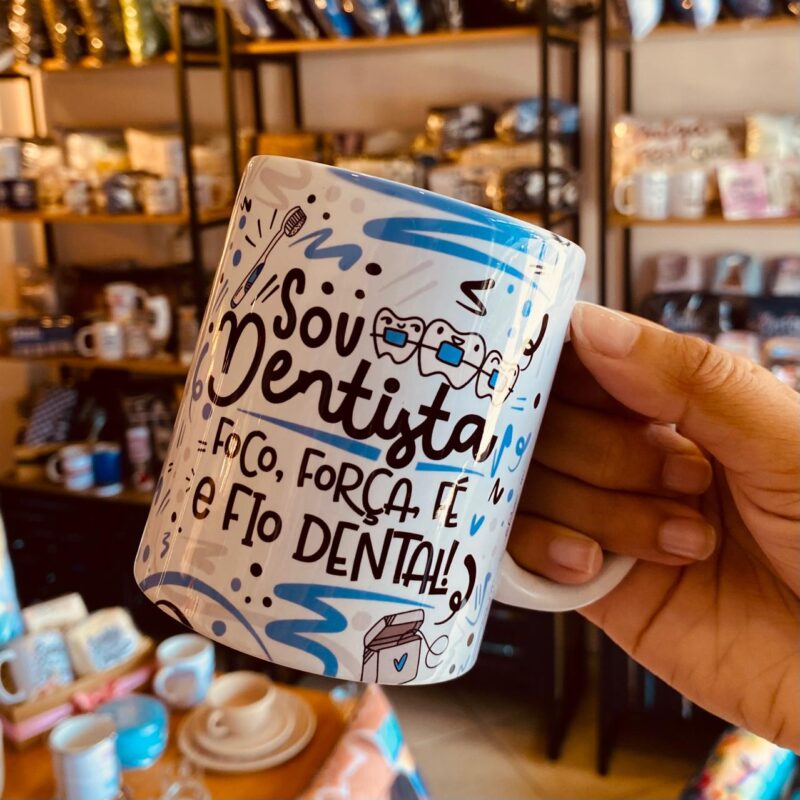 Sou
Dentista
FOCO, FORÇA, FÉ
e FIO DENTAL!